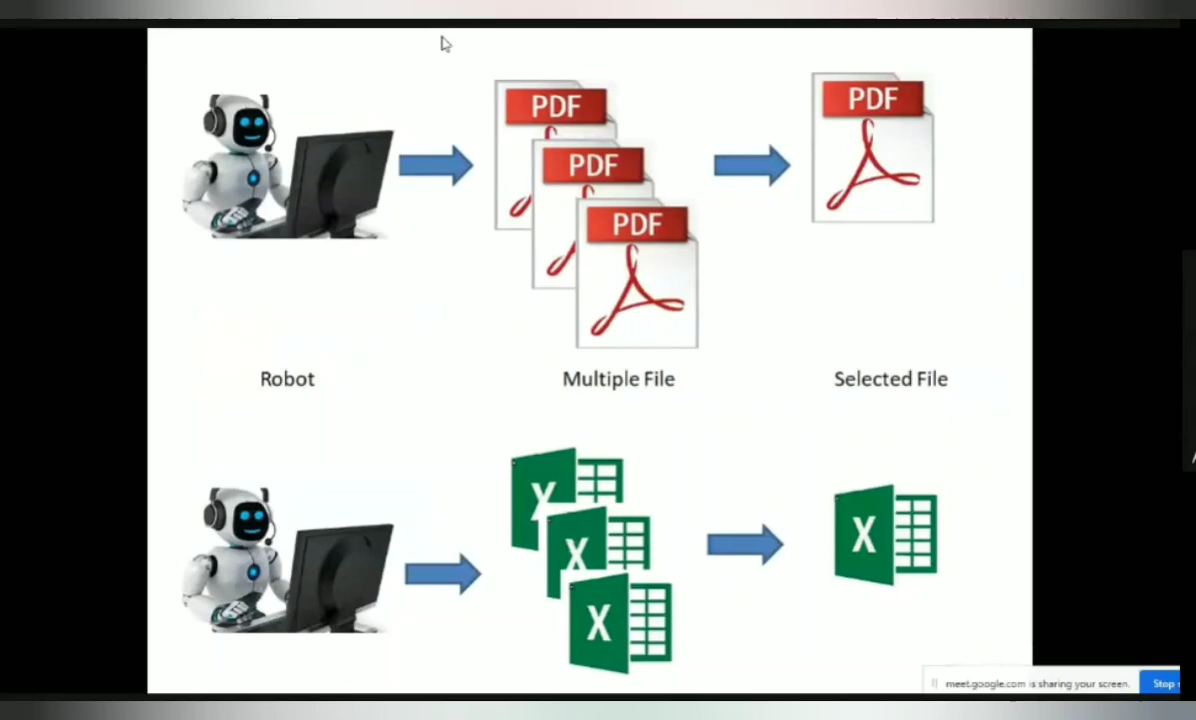 PDF
PDF
PDF
PDF
Robot
Multiple File
Selected File
X
X
X
X
meet.google.com is sharing your screen.
Stop